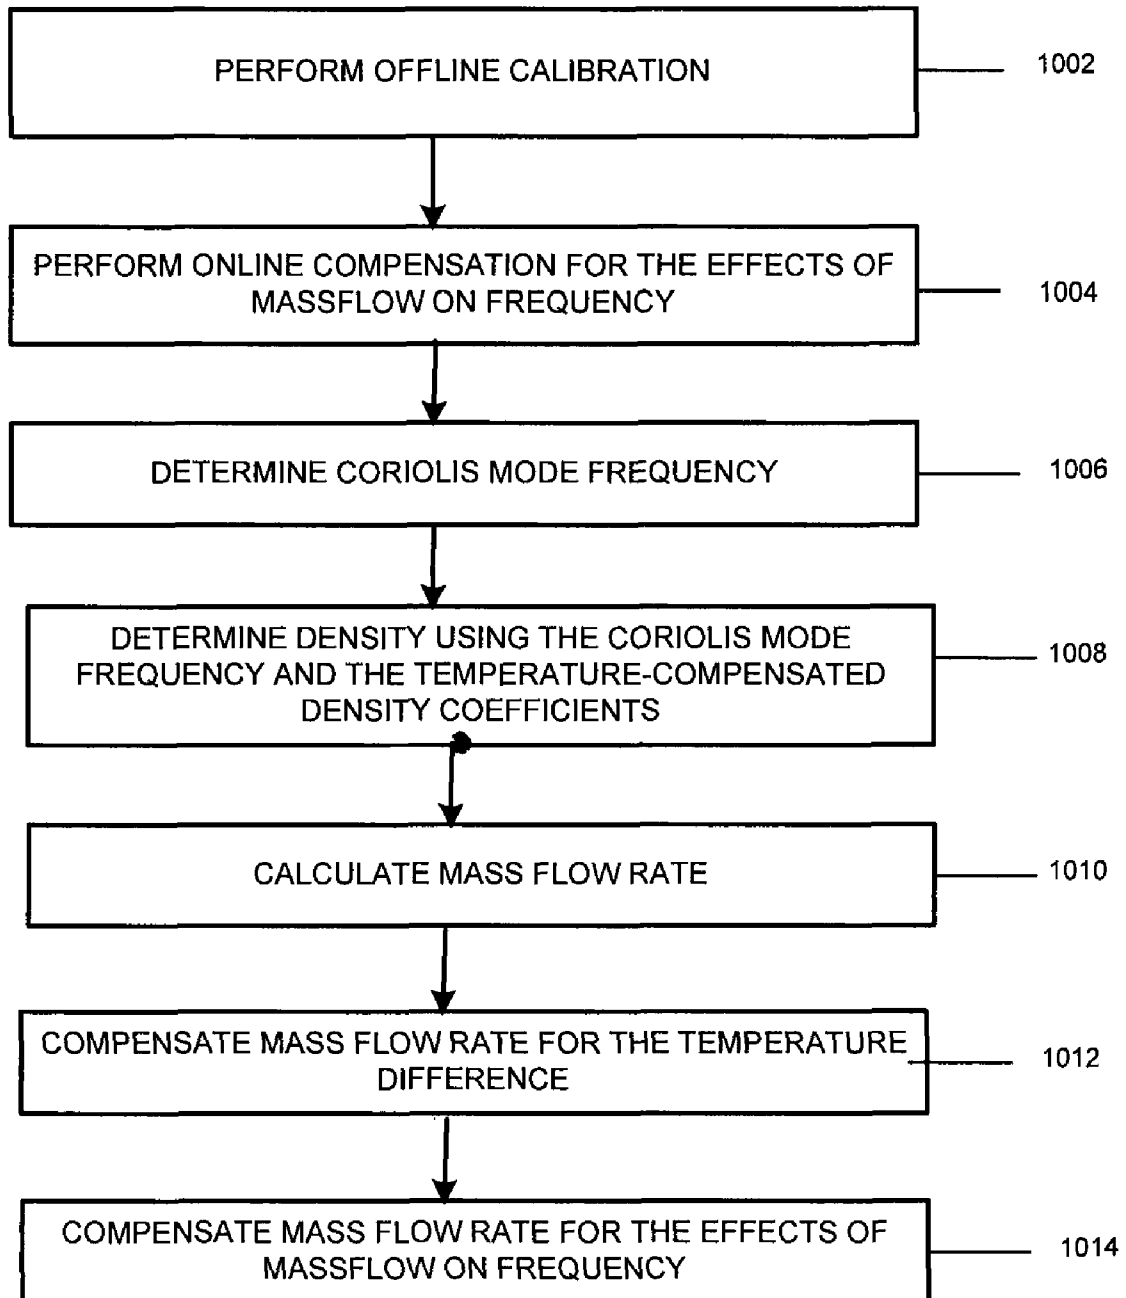 PERFORM OFFLINE CALIBRATION
1002
PERFORM ONLINE COMPENSATION FOR THE EFFECTS OF
MASSFLOW ON FREQUENCY
1004
DETERMINE CORIOLIS MODE FREQUENCY
1006
DETERMINE DENSITY USING THE CORIOLIS MODE
FREQUENCY AND THE TEMPERATURE-COMPENSATED
DENSITY COEFFICIENTS
1008
CALCULATE MASS FLOW RATE
1010
COMPENSATE MASS FLOW RATE FOR THE TEMPERATURE
DIFFERENCE
1012
COMPENSATE MASS FLOW RATE FOR THE EFFECTS OF
MASSFLOW ON FREQUENCY
1014